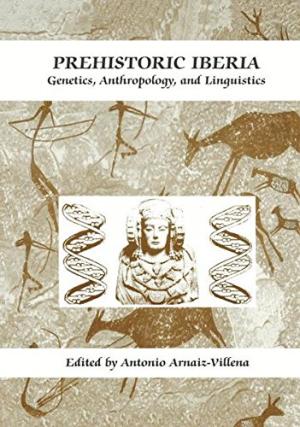 PREHISTORIC IBERIA
Genetics, Anthropology, and Linguistics
Edited by Antonio Arnaiz-Villena